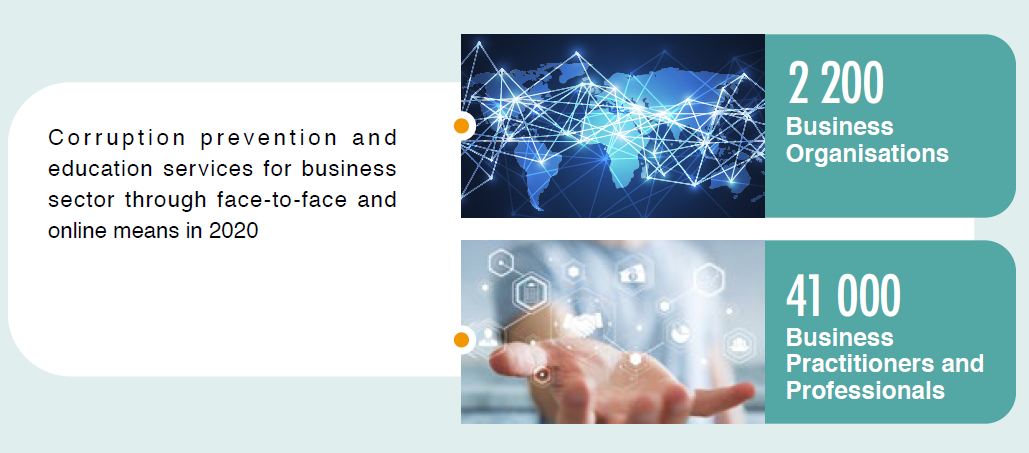 Corruption prevention and
education services for business
sector through face-to-face and
online means in 2020
2 200
Business
Organisations
41 000
Business
Practitioners and
Professionals